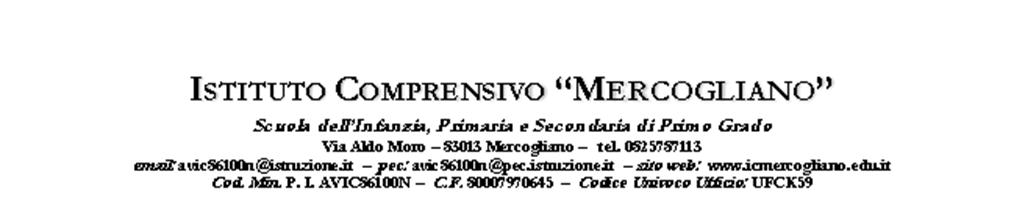 ISTITUTO COMPRENSIVO “MERCOGLIANO”
Scuola dell'Infanzia, Primaria e Secondaria di Primo Grado
Via Aldo Moro – 83013 Mercogliano – tel. 0825787113
email: avic86100n@istruzione.it – pec: avic86100n@pec.istruzione.it – sito web: www.icmercogliano.edu.it
Cod. Min. P. I. AVIC86100N – C.F. 80007970645 – Codice Univoco Ufficio: UFCK59